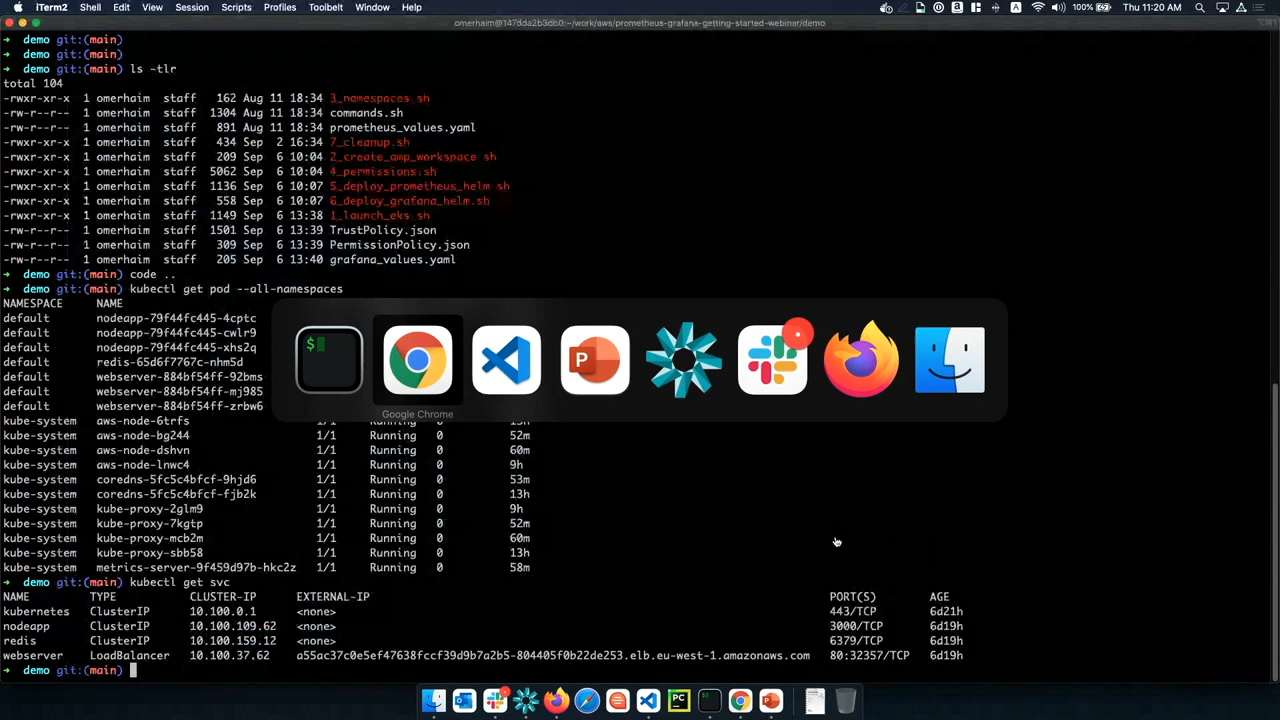 iTerm2 Shell Edit View Session Scripts Profiles Toolbelt Window Help 100% Thu 11:20 AM
omerhaim@147dda2b3db0:~/work/aws/prometheus-grafana-getting-started-webinar/demo
➜ demo git:(main)
➜ demo git:(main)
➜ demo git:(main) ls -tlr
total 104
-rwxr-xr-x 1 omerhaim staff 162 Aug 11 18:34 3_namespaces.sh
-rw-r--r-- 1 omerhaim staff 1304 Aug 11 18:34 commands.sh
-rw-r--r-- 1 omerhaim staff 891 Aug 11 18:34 prometheus_values.yaml
-rwxr-xr-x 1 omerhaim staff 434 Sep 2 16:34 7_cleanup.sh
-rwxr-xr-x 1 omerhaim staff 209 Sep 6 10:04 2_create_amp_workspace.sh
-rwxr-xr-x 1 omerhaim staff 5062 Sep 6 10:04 4_permissions.sh
-rwxr-xr-x 1 omerhaim staff 1136 Sep 6 10:07 5_deploy_prometheus_helm.sh
-rwxr-xr-x 1 omerhaim staff 558 Sep 6 10:07 6_deploy_grafana_helm.sh
-rwxr-xr-x 1 omerhaim staff 1149 Sep 6 13:38 1_launch_eks.sh
-rw-r--r-- 1 omerhaim staff 1501 Sep 6 13:39 TrustPolicy.json
-rw-r--r-- 1 omerhaim staff 309 Sep 6 13:39 PermissionPolicy.json
-rw-r--r-- 1 omerhaim staff 205 Sep 6 13:40 grafana_values.yaml
➜ demo git:(main) code ..
➜ demo git:(main) kubectl get pod --all-namespaces
NAMESPACE NAME
default nodeapp-79f44fc445-4cptc
default nodeapp-79f44fc445-cwlr9
default nodeapp-79f44fc445-xhs2q
default redis-65d6f7767c-nhm5d
default webserver-884bf54ff-92bms
default webserver-884bf54ff-mj985
default webserver-884bf54ff-zrbw6
Google Chrome
kube-system aws-node-6trfs 1/1 Running 0 13h
kube-system aws-node-bg244 1/1 Running 0 52m
kube-system aws-node-dshvn 1/1 Running 0 60m
kube-system aws-node-lnwc4 1/1 Running 0 9h
kube-system coredns-5fc5c4bfcf-9hjd6 1/1 Running 0 53m
kube-system coredns-5fc5c4bfcf-fjb2k 1/1 Running 0 13h
kube-system kube-proxy-2glm9 1/1 Running 0 9h
kube-system kube-proxy-7kgtp 1/1 Running 0 52m
kube-system kube-proxy-mcb2m 1/1 Running 0 60m
kube-system kube-proxy-sbb58 1/1 Running 0 13h
kube-system metrics-server-9f459d97b-hkc2z 1/1 Running 0 58m
➜ demo git:(main) kubectl get svc
NAME TYPE CLUSTER-IP EXTERNAL-IP PORT(S) AGE
kubernetes ClusterIP 10.100.0.1 <none> 443/TCP 6d21h
nodeapp ClusterIP 10.100.109.62 <none> 3000/TCP 6d19h
redis ClusterIP 10.100.159.12 <none> 6379/TCP 6d19h
webserver LoadBalancer 10.100.37.62 a55ac37c0e5ef47638fccf39d9b7a2b5-804405f0b22de253.elb.eu-west-1.amazonaws.com 80:32357/TCP 6d19h
➜ demo git:(main)